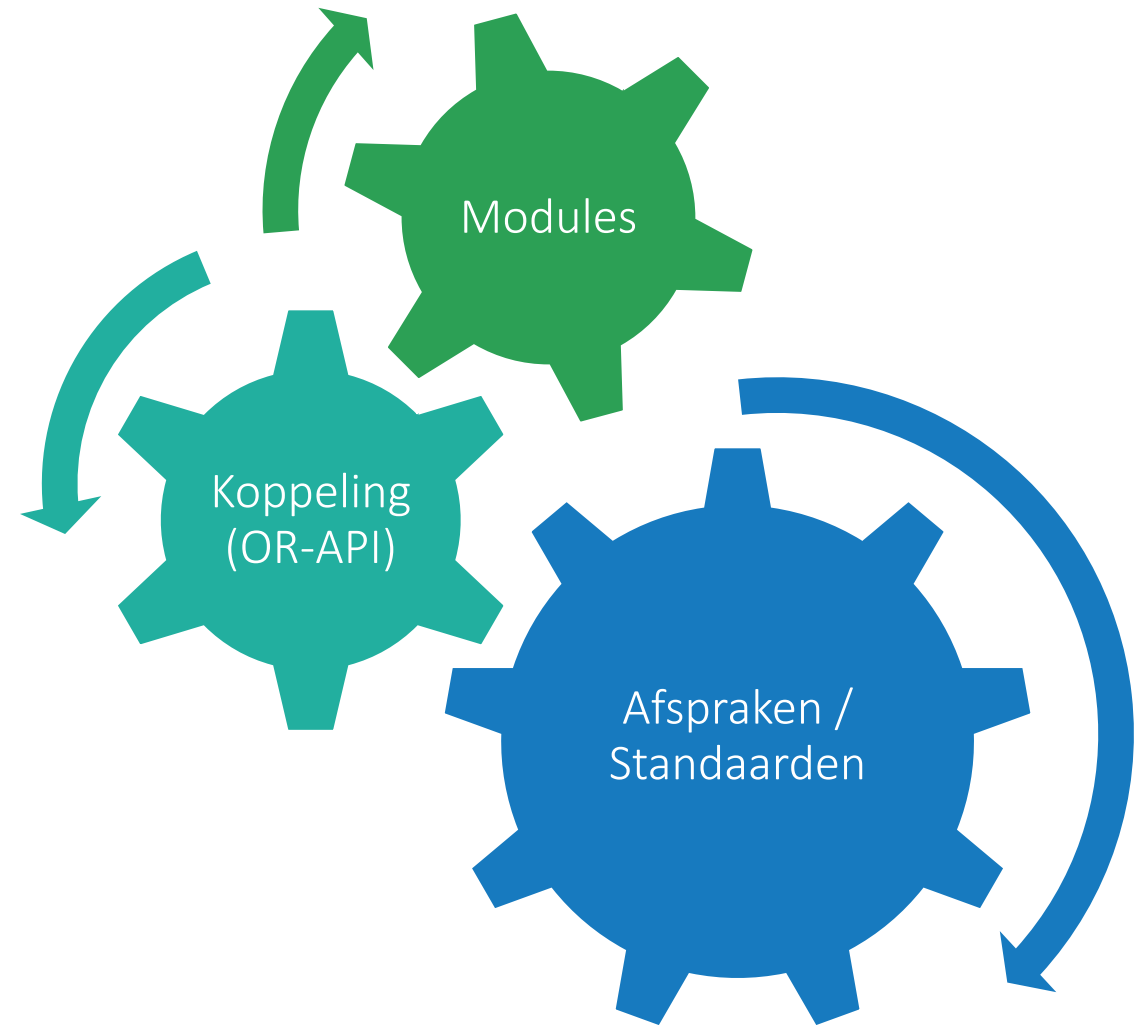 Modules
Koppeling
(OR-API)
Afspraken /
Standaarden